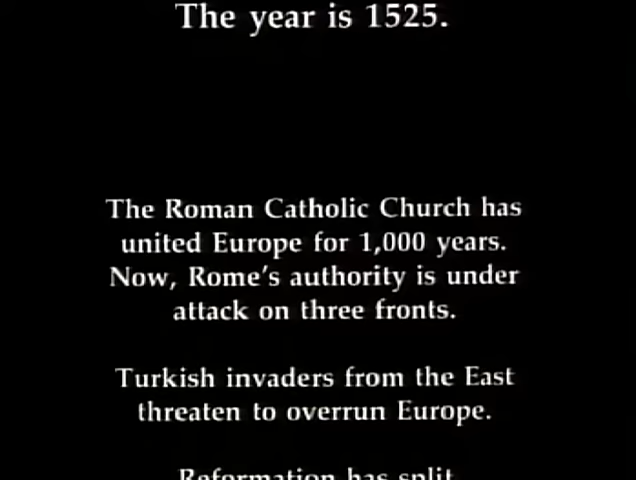 The year is 1525.
The Roman Catholic Church has
united Europe for 1,000 years.
Now, Rome's authority is under
attack on three fronts.
Turkish invaders from the East
threaten to overrun Europe.
Reformation has split